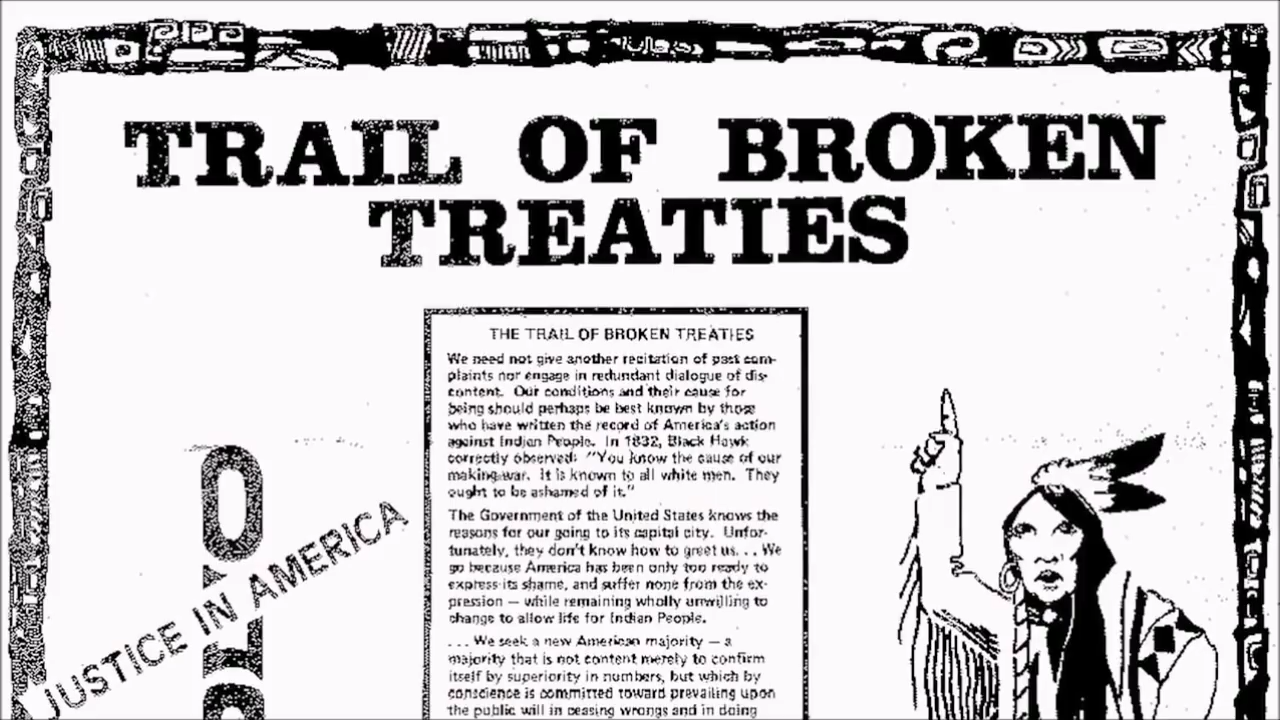 TRAIL OF BROKEN
TREATIES
THE TRAIL OF BROKEN TREATIES
We need not give another recitation of past com-
plaints nor engage in redundant dialogue of dis-
content. Our conditions and their cause for
being should perhaps be best known by those
who have written the record of America's action
against Indian People. In 1832, Black Hawk
correctly observed: "You know the cause of our
making war. It is known to all white men. They
ought to be ashamed of it."
The Government of the United States knows the
reasons for our going to its capital city. Unfor-
tunately, they don't know how to greet us. . . We
go because America has been only too ready to
express its shame, and suffer none from the ex-
pression — while remaining wholly unwilling to
change to allow life for Indian People.
. . . We seek a new American majority — a
majority that is not content merely to confirm
itself by superiority in numbers, but which by
conscience is committed toward prevailing upon
the public will in ceasing wrongs and in doing
JUSTICE IN AMERICA